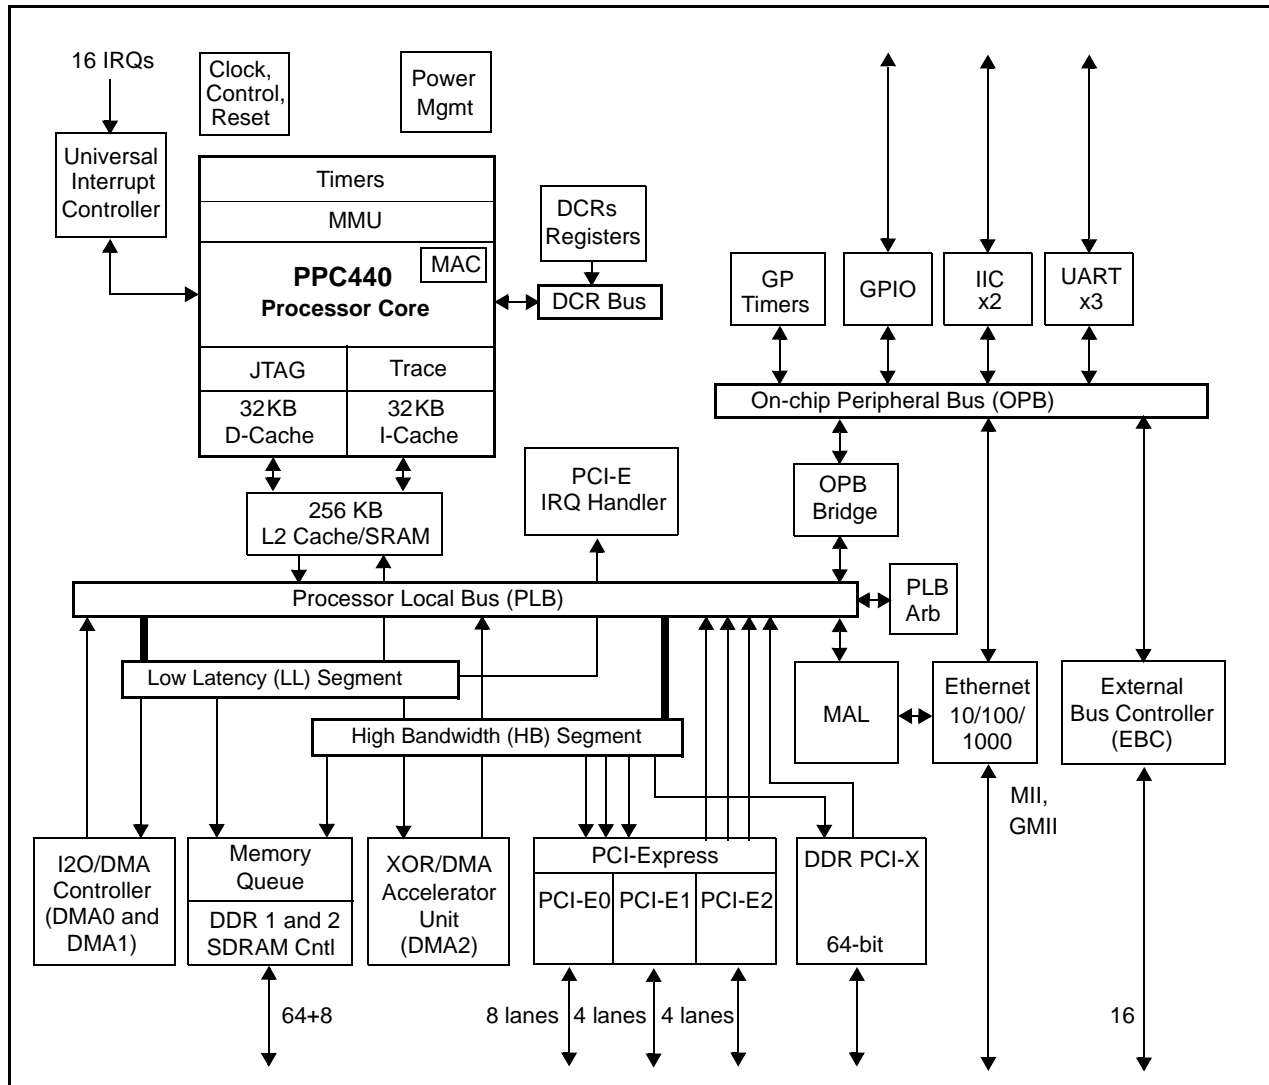 16 IRQs
Clock,
Control,
Reset
Power
Mgmt
Universal
Interrupt
Controller
Timers
MMU
MAC
PPC440
Processor Core
JTAG
Trace
32KB
D-Cache
32KB
I-Cache
DCRs
Registers
DCR Bus
GP
Timers
GPIO
IIC
x2
UART
x3
On-chip Peripheral Bus (OPB)
256 KB
L2 Cache/SRAM
PCI-E
IRQ Handler
OPB
Bridge
Processor Local Bus (PLB)
PLB
Arb
Low Latency (LL) Segment
High Bandwidth (HB) Segment
MAL
Ethernet
10/100/
1000
External
Bus Controller
(EBC)
MII,
GMII
I2O/DMA
Controller
(DMA0 and
DMA1)
Memory
Queue
DDR 1 and 2
SDRAM Cntl
XOR/DMA
Accelerator
Unit
(DMA2)
PCI-Express
PCI-E0
PCI-E1
PCI-E2
DDR PCI-X
64-bit
64+8
8 lanes
4 lanes
4 lanes
16